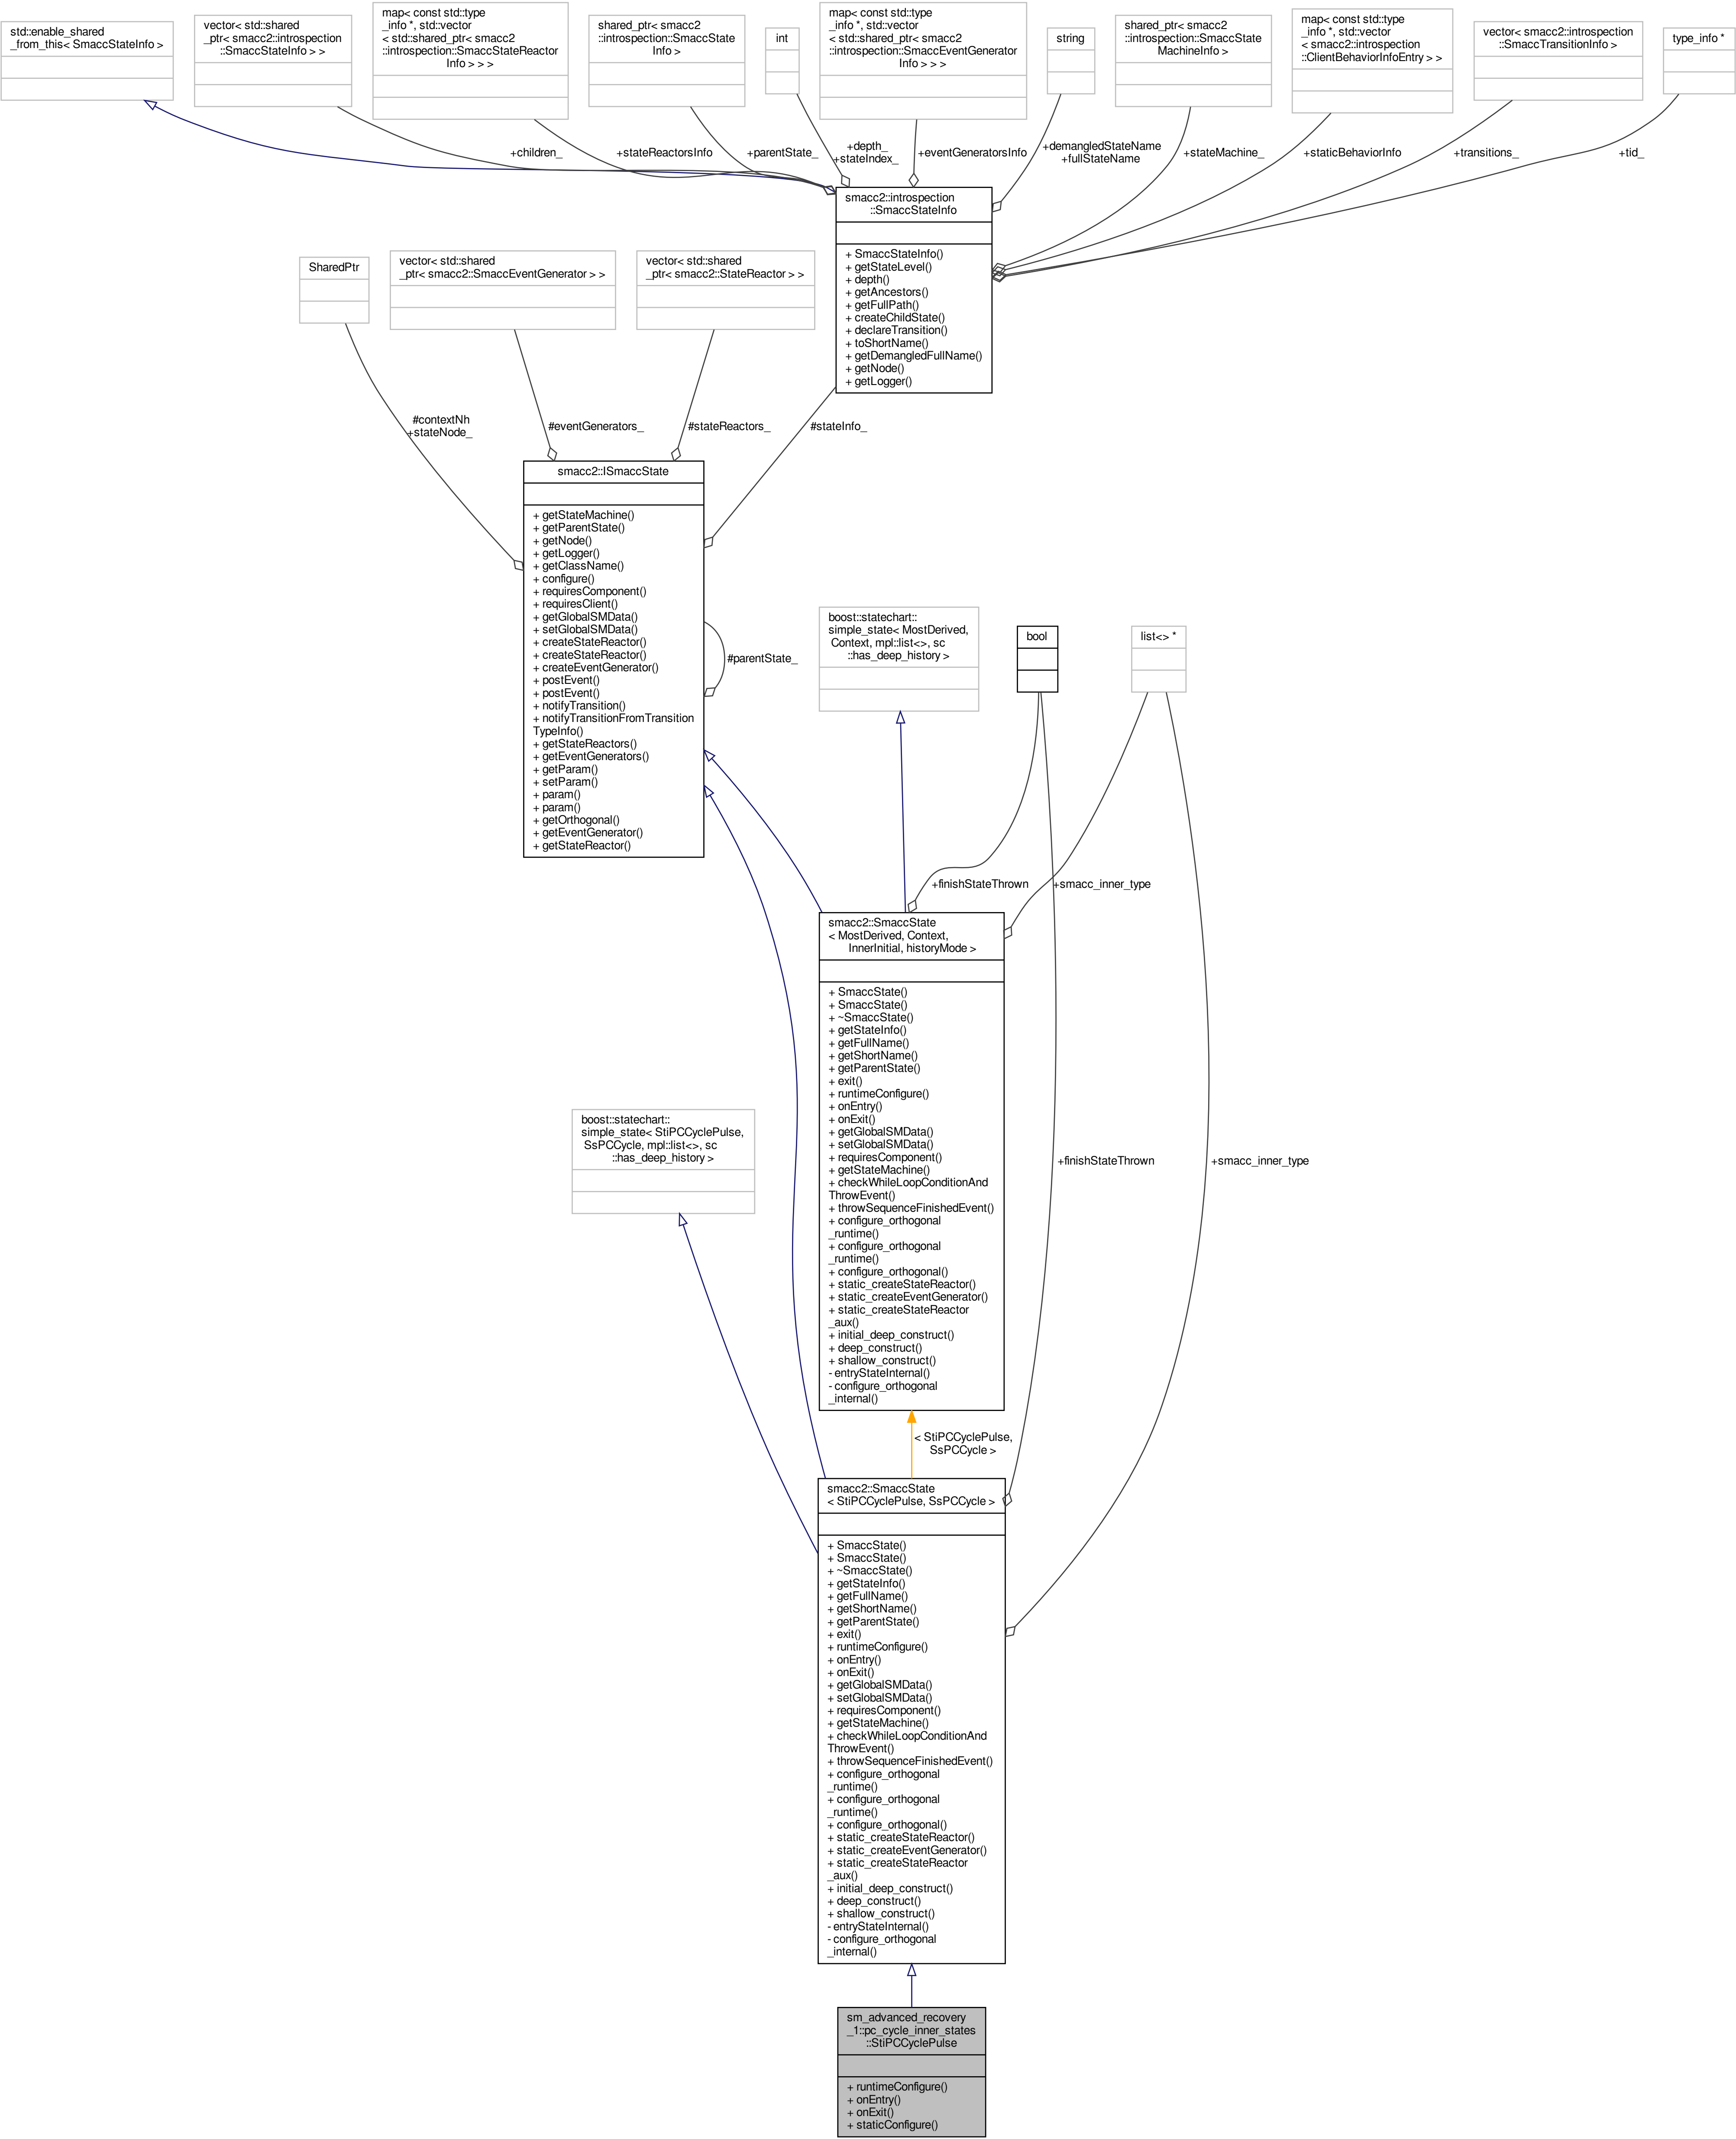 std::enable_shared
_from_this< SmaccStateInfo >
vector< std::shared
_ptr< smacc2::introspection
::SmaccStateInfo > >
map< const std::type
_info *, std::vector
< std::shared_ptr< smacc2
::introspection::SmaccStateReactor
Info > > >
shared_ptr< smacc2
::introspection::SmaccState
Info >
int
map< const std::type
_info *, std::vector
< std::shared_ptr< smacc2
::introspection::SmaccEventGenerator
Info > > >
string
shared_ptr< smacc2
::introspection::SmaccState
MachineInfo >
map< const std::type
_info *, std::vector
< smacc2::introspection
::ClientBehaviorInfoEntry > >
vector< smacc2::introspection
::SmaccTransitionInfo >
type_info *
+children_
+stateReactorsInfo
+parentState_
+depth_
+stateIndex_
+eventGeneratorsInfo
+demangledStateName
+fullStateName
+stateMachine_
+staticBehaviorInfo
+transitions_
+tid_
smacc2::introspection
::SmaccStateInfo
+ SmaccStateInfo()
+ getStateLevel()
+ depth()
+ getAncestors()
+ getFullPath()
+ createChildState()
+ declareTransition()
+ toShortName()
+ getDemangledFullName()
+ getNode()
+ getLogger()
SharedPtr
vector< std::shared
_ptr< smacc2::SmaccEventGenerator > >
vector< std::shared
_ptr< smacc2::StateReactor > >
#contextNh
+stateNode_
#eventGenerators_
#stateReactors_
#stateInfo_
smacc2::ISmaccState
+ getStateMachine()
+ getParentState()
+ getNode()
+ getLogger()
+ getClassName()
+ configure()
+ requiresComponent()
+ requiresClient()
+ getGlobalSMData()
+ setGlobalSMData()
+ createStateReactor()
+ createStateReactor()
+ createEventGenerator()
+ postEvent()
+ postEvent()
+ notifyTransition()
+ notifyTransitionFromTransition
TypeInfo()
+ getStateReactors()
+ getEventGenerators()
+ getParam()
+ setParam()
+ param()
+ param()
+ getOrthogonal()
+ getEventGenerator()
+ getStateReactor()
#parentState_
boost::statechart::
simple_state< MostDerived,
Context, mpl::list<>, sc
::has_deep_history >
bool
list<> *
+finishStateThrown
+smacc_inner_type
smacc2::SmaccState
< MostDerived, Context,
InnerInitial, historyMode >
+ SmaccState()
+ SmaccState()
+ ~SmaccState()
+ getStateInfo()
+ getFullName()
+ getShortName()
+ getParentState()
+ exit()
+ runtimeConfigure()
+ onEntry()
+ onExit()
+ getGlobalSMData()
+ setGlobalSMData()
+ requiresComponent()
+ getStateMachine()
+ checkWhileLoopConditionAnd
ThrowEvent()
+ throwSequenceFinishedEvent()
+ configure_orthogonal
_runtime()
+ configure_orthogonal
_runtime()
+ configure_orthogonal()
+ static_createStateReactor()
+ static_createEventGenerator()
+ static_createStateReactor
_aux()
+ initial_deep_construct()
+ deep_construct()
+ shallow_construct()
- entryStateInternal()
- configure_orthogonal
_internal()
boost::statechart::
simple_state< StiPCCyclePulse,
SsPCCycle, mpl::list<>, sc
::has_deep_history >
+finishStateThrown
+smacc_inner_type
< StiPCCyclePulse,
SsPCCycle >
smacc2::SmaccState
< StiPCCyclePulse, SsPCCycle >
+ SmaccState()
+ SmaccState()
+ ~SmaccState()
+ getStateInfo()
+ getFullName()
+ getShortName()
+ getParentState()
+ exit()
+ runtimeConfigure()
+ onEntry()
+ onExit()
+ getGlobalSMData()
+ setGlobalSMData()
+ requiresComponent()
+ getStateMachine()
+ checkWhileLoopConditionAnd
ThrowEvent()
+ throwSequenceFinishedEvent()
+ configure_orthogonal
_runtime()
+ configure_orthogonal
_runtime()
+ configure_orthogonal()
+ static_createStateReactor()
+ static_createEventGenerator()
+ static_createStateReactor
_aux()
+ initial_deep_construct()
+ deep_construct()
+ shallow_construct()
- entryStateInternal()
- configure_orthogonal
_internal()
sm_advanced_recovery
_1::pc_cycle_inner_states
::StiPCCyclePulse
+ runtimeConfigure()
+ onEntry()
+ onExit()
+ staticConfigure()